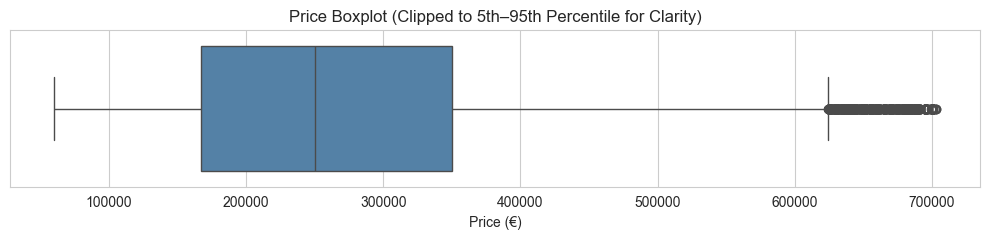 Price Boxplot (Clipped to 5th–95th Percentile for Clarity)
100000 200000 300000 400000 500000 600000 700000
Price (€)